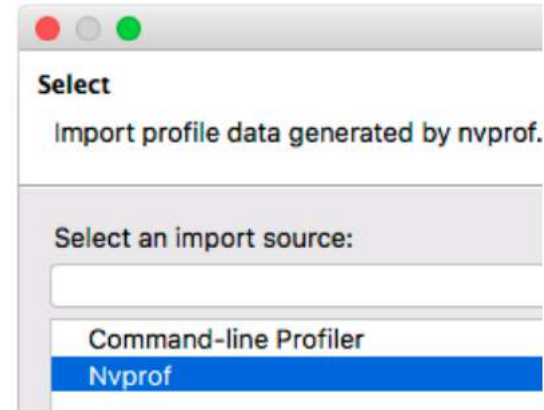 Select
Import profile data generated by nvprof.
Select an import source:
Command-line Profiler
Nvprof